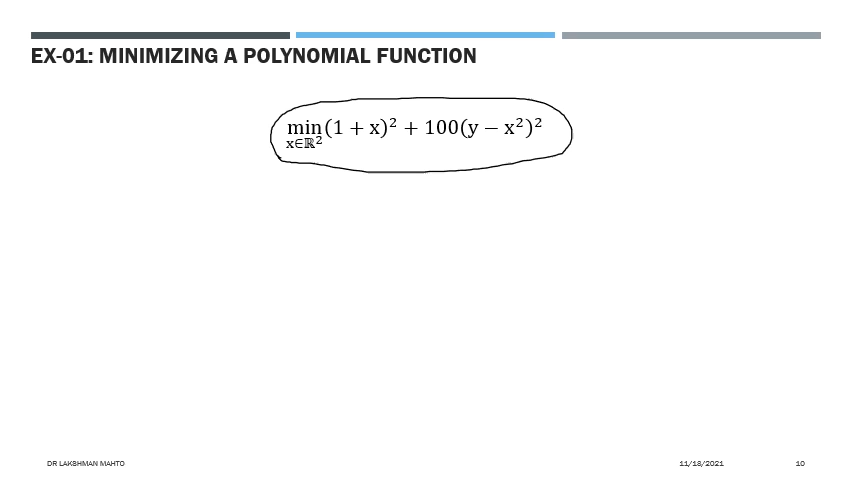 EX-01: MINIMIZING A POLYNOMIAL FUNCTION
min(1 + x)² + 100(y − x²)²
x∈ℝ²
DR LAKSHMAN MAHTO 11/18/2021 10